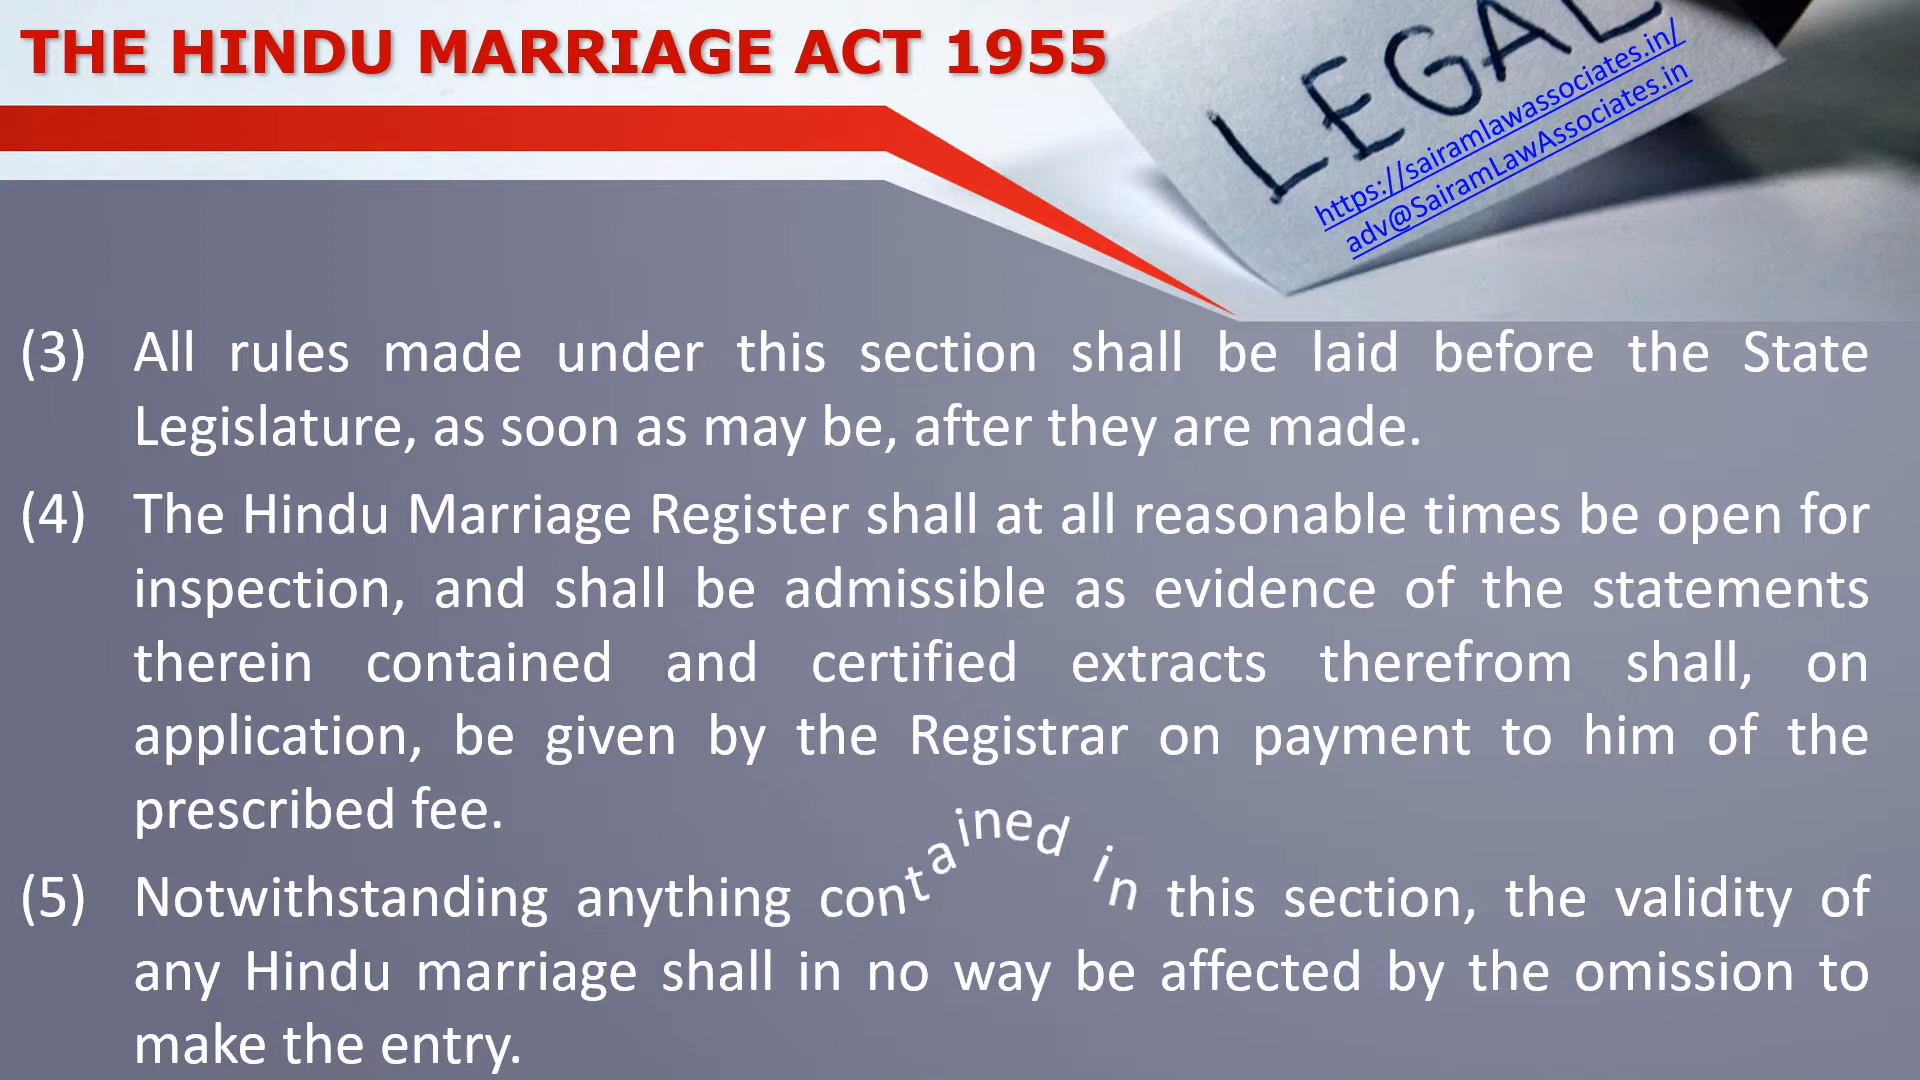 THE HINDU MARRIAGE ACT 1955
LEGAL
https://sairamlawassociates.in/
adv@SairamLawAssociates.in
(3) All rules made under this section shall be laid before the State
Legislature, as soon as may be, after they are made.
(4) The Hindu Marriage Register shall at all reasonable times be open for
inspection, and shall be admissible as evidence of the statements
therein contained and certified extracts therefrom shall, on
application, be given by the Registrar on payment to him of the
prescribed fee.
(5) Notwithstanding anything contained in this section, the validity of
any Hindu marriage shall in no way be affected by the omission to
make the entry.